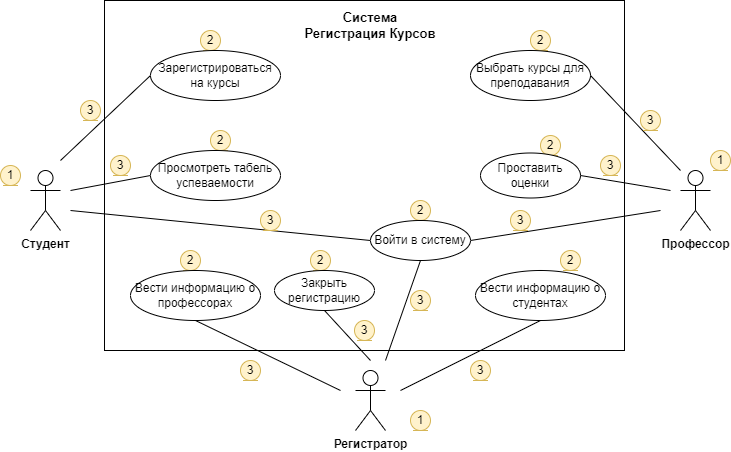 Система
Регистрация Курсов
2
2
Зарегистрироваться
на курсы
Выбрать курсы для
преподавания
3
3
2
2
3
3
1
1
Просмотреть табель
успеваемости
Проставить
оценки
2
3
3
Студент
Войти в систему
Профессор
2
2
2
Вести информацию о
профессорах
Закрыть
регистрацию
Вести информацию о
студентах
3
3
3
3
1
Регистратор